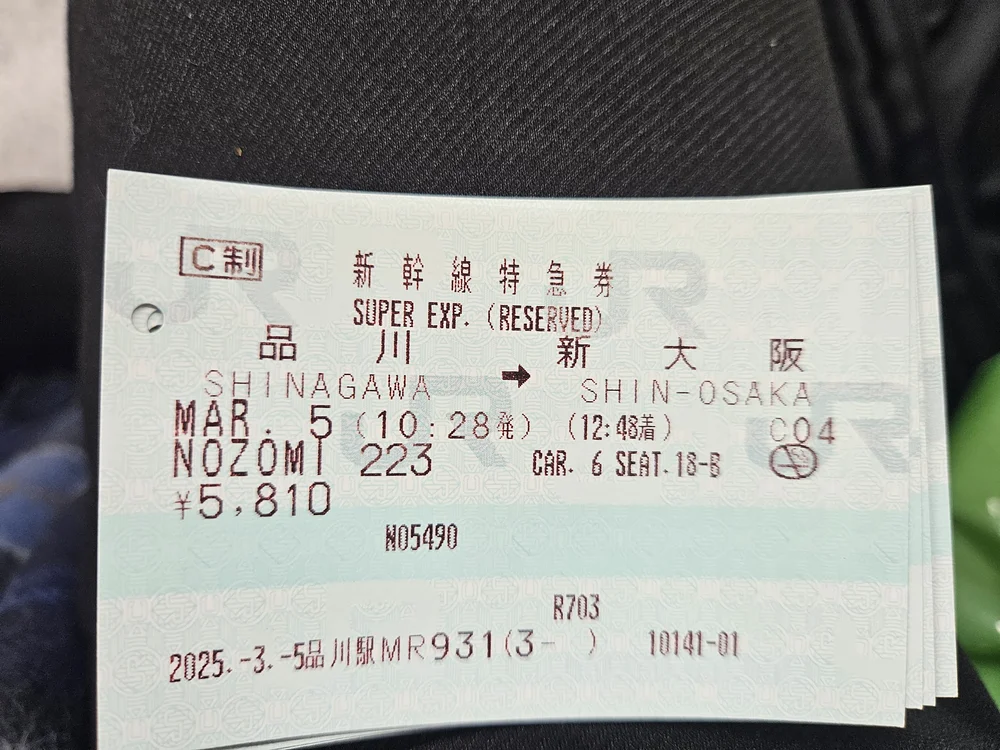 C制
新幹線特急券
SUPER EXP. (RESERVED)
品川 → 新大阪
SHINAGAWA SHIN-OSAKA
MAR. 5 (10:28発) (12:48着) C04
NOZOMI 223 CAR. 6 SEAT.18-B
¥5,810
N05490
R703
2025.-3.-5品川駅MR931(3- ) 10141-01